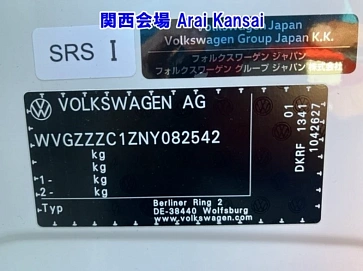 関西会場 Arai Kansai
SRS I
Volkswagen Japan
Volkswagen Group Japan K.K.
フォルクスワーゲン ジャパン
フォルクスワーゲン グループ ジャパン 株式会社
VOLKSWAGEN AG
WVGZZZC1ZNY082542
kg
kg
1- kg
2- kg
Typ
Berliner Ring 2
DE-38440 Wolfsburg
www.volkswagen.com
01
DKRF 1341
1042627